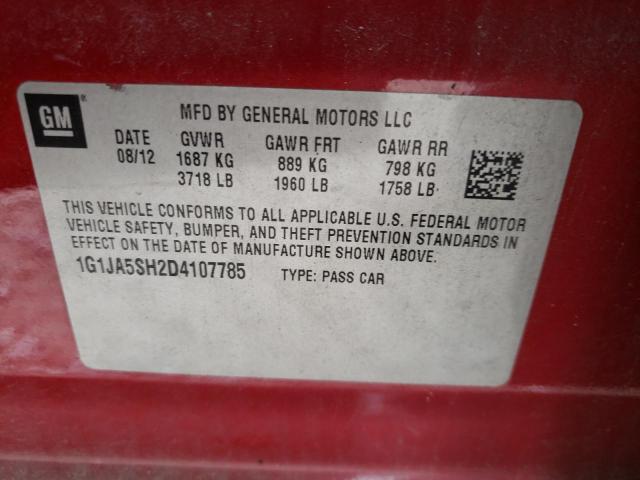 GM®
MFD BY GENERAL MOTORS LLC
DATE GVWR GAWR FRT GAWR RR
08/12 1687 KG 889 KG 798 KG
3718 LB 1960 LB 1758 LB
THIS VEHICLE CONFORMS TO ALL APPLICABLE U.S. FEDERAL MOTOR
VEHICLE SAFETY, BUMPER, AND THEFT PREVENTION STANDARDS IN
EFFECT ON THE DATE OF MANUFACTURE SHOWN ABOVE.
1G1JA5SH2D4107785 TYPE: PASS CAR